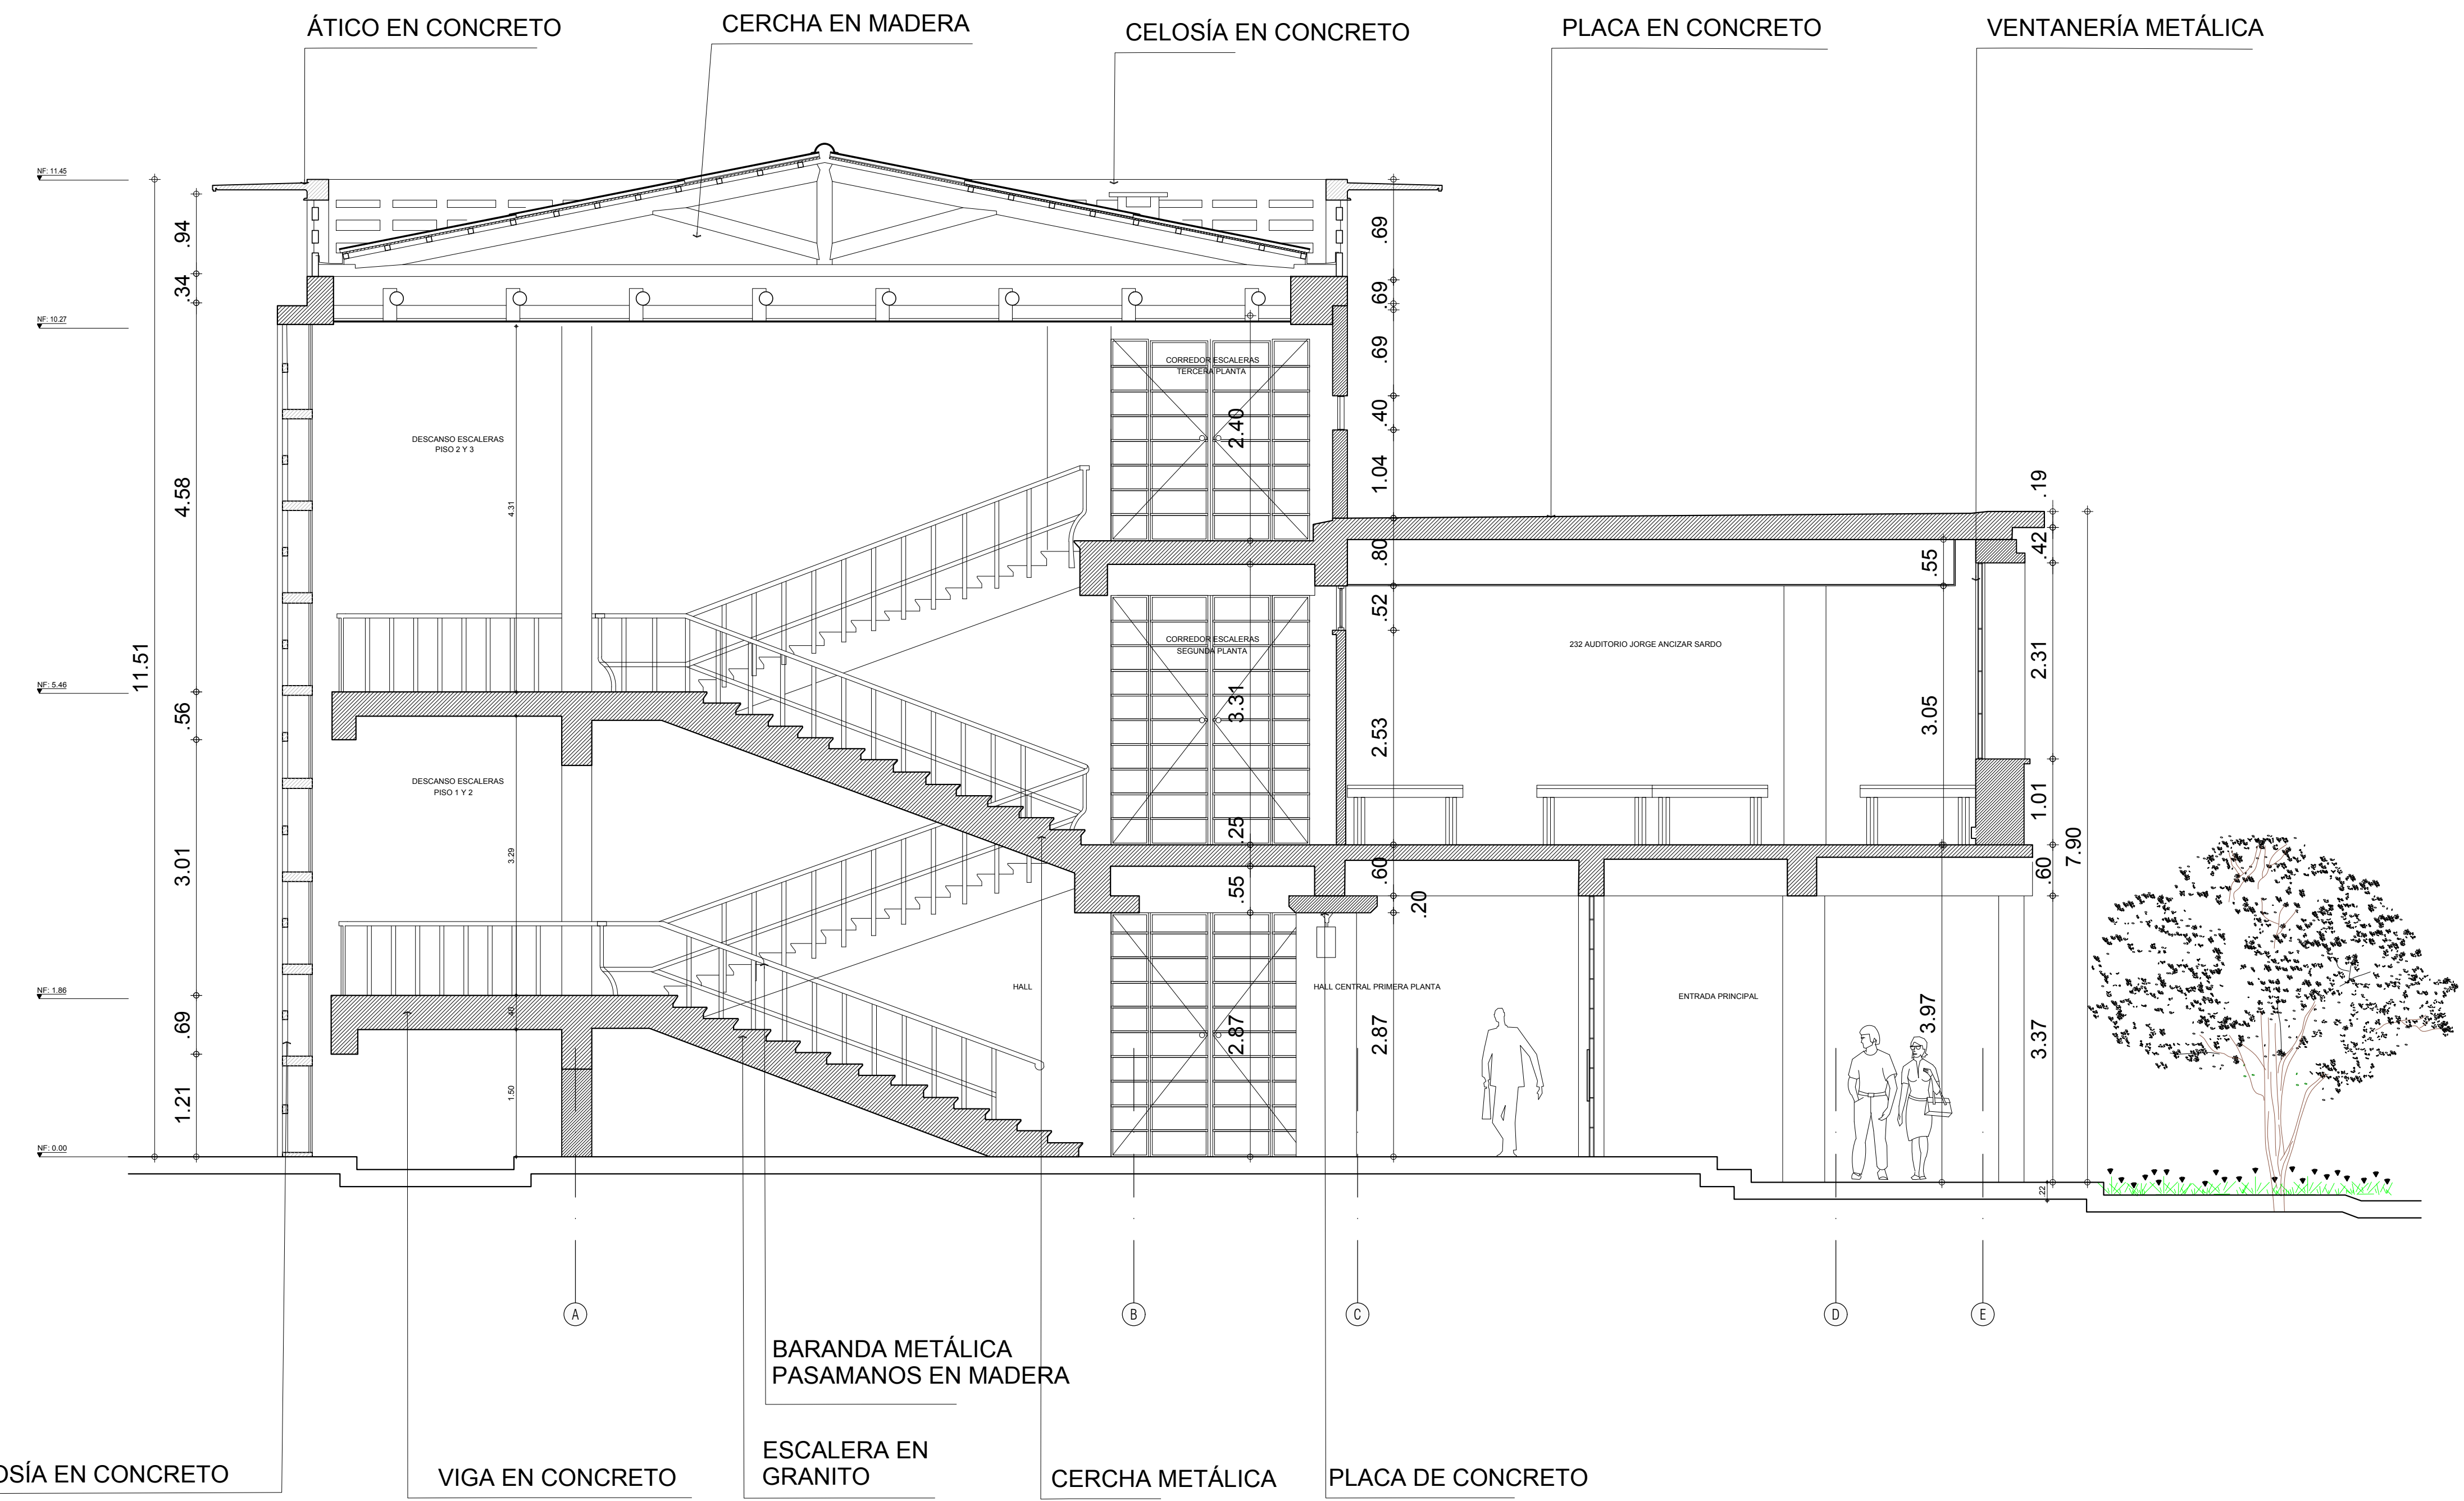 ÁTICO EN CONCRETO
CERCHA EN MADERA
CELOSÍA EN CONCRETO
PLACA EN CONCRETO
VENTANERÍA METÁLICA
NF: 11.45
NF: 10.27
NF: 5.46
NF: 1.86
NF: 0.00
11.51
.94
.34
4.58
.56
3.01
.69
1.21
DESCANSO ESCALERAS
PISO 2 Y 3
4.31
DESCANSO ESCALERAS
PISO 1 Y 2
3.29
.40
1.50
CORREDOR ESCALERAS
TERCERA PLANTA
2.40
CORREDOR ESCALERAS
SEGUNDA PLANTA
3.31
.25
.55
2.87
HALL
.69
.69
.69
.40
1.04
.80
.52
2.53
.60
.20
2.87
HALL CENTRAL PRIMERA PLANTA
232 AUDITORIO JORGE ANCIZAR SARDO
ENTRADA PRINCIPAL
.55
3.05
3.97
.19
.42
2.31
1.01
.60
3.37
7.90
22
A
B
C
D
E
BARANDA METÁLICA
PASAMANOS EN MADERA
OSÍA EN CONCRETO
VIGA EN CONCRETO
ESCALERA EN
GRANITO
CERCHA METÁLICA
PLACA DE CONCRETO